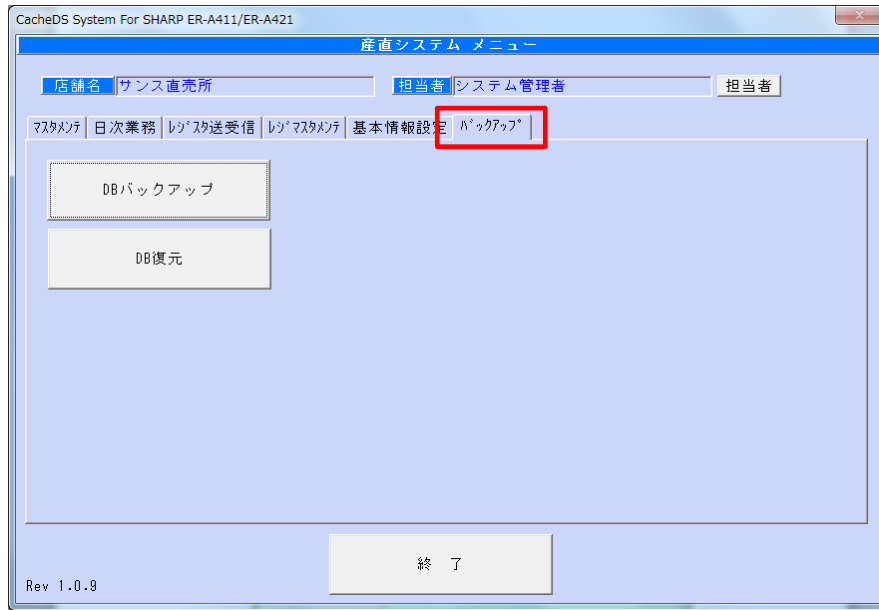 CacheDS System For SHARP ER-A411/ER-A421
産直システム メニュー
店舗名 サンス直売所 担当者 システム管理者 担当者
ﾏｽﾀﾒﾝﾃ 日次業務 ﾚｼﾞｽﾀ送受信 ﾚｼﾞﾏｽﾀﾒﾝﾃ 基本情報設定 ﾊﾞｯｸｱｯﾌﾟ
DBバックアップ
DB復元
終 了
Rev 1.0.9